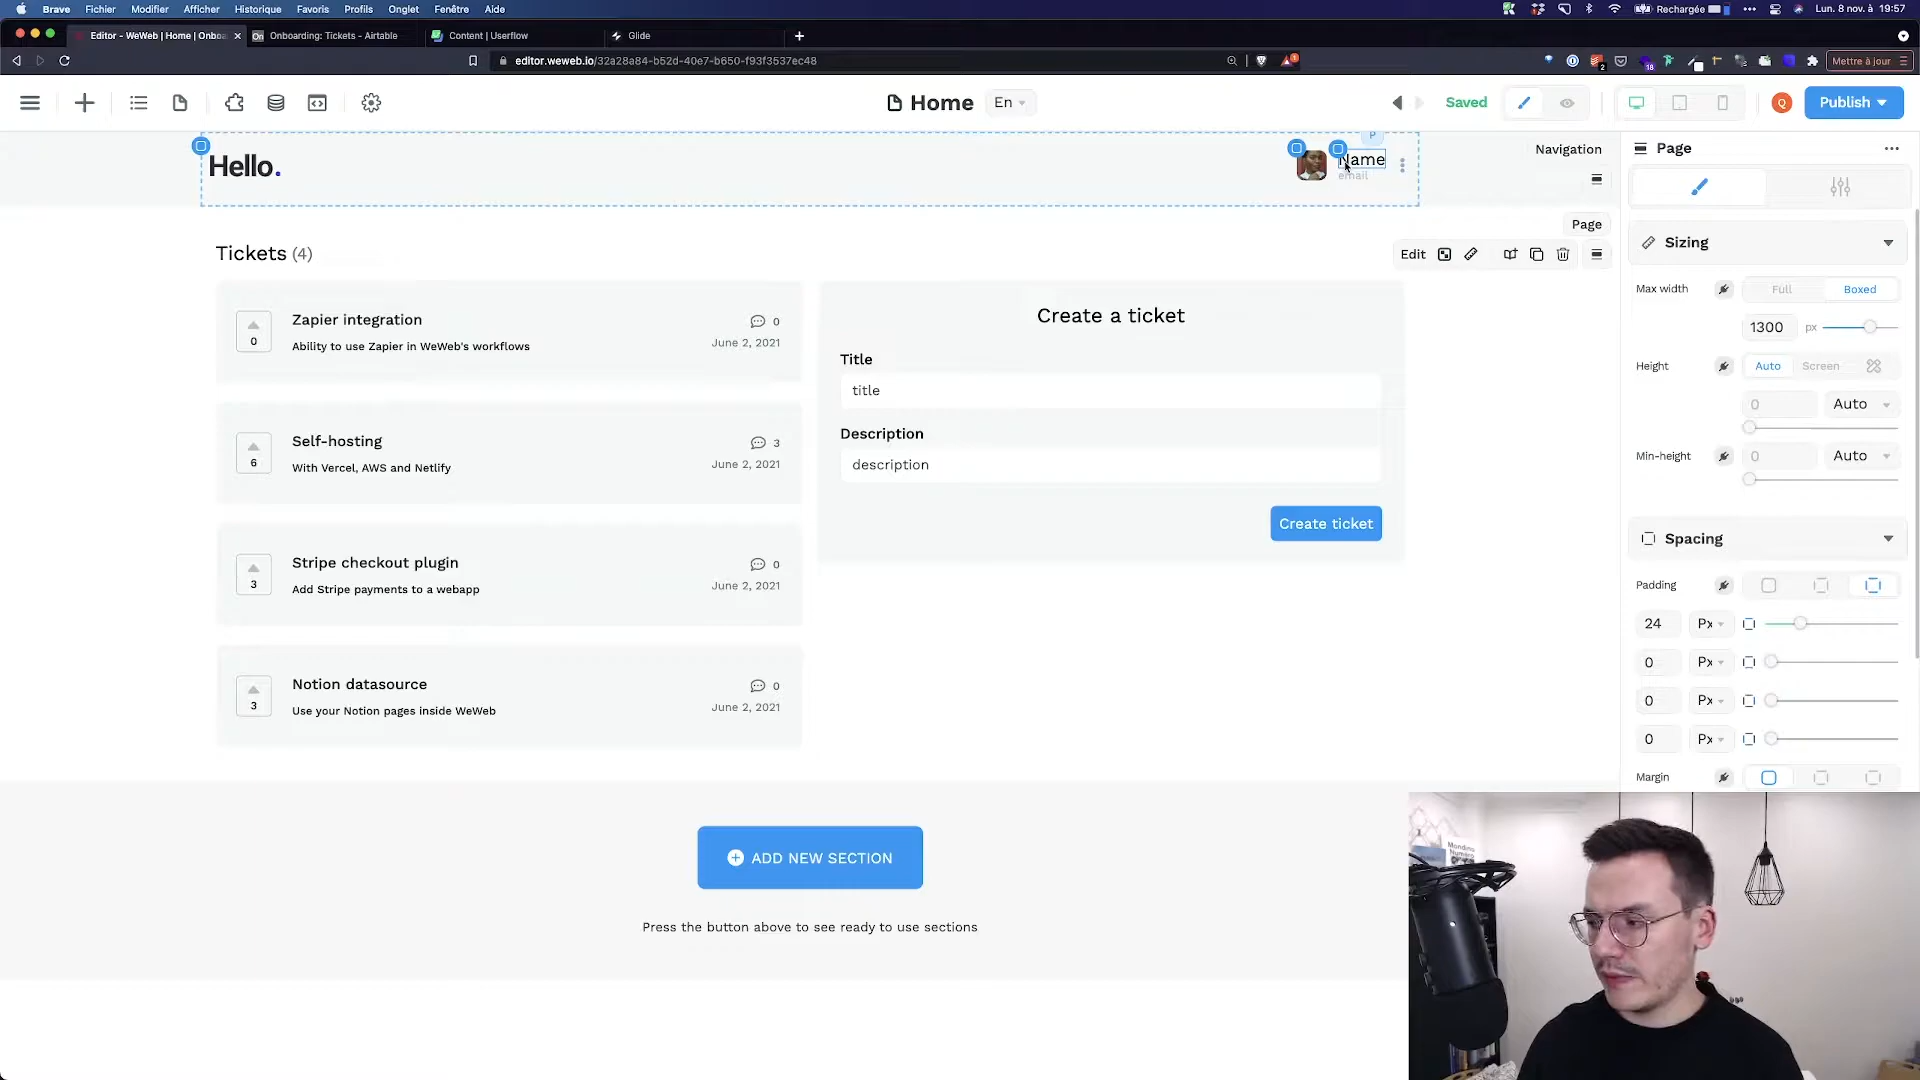 Brave Fichier Modifier Afficher Historique Favoris Profils Onglet Fenêtre Aide
Rechargée
Lun. 8 nov. à 19:57
Editor - WeWeb | Home | Onbo
Onboarding: Tickets - Airtable
Content | Userflow
Glide
editor.weweb.io/32a28a84-b52d-40e7-b650-f93f3537ec48
Mettre à jour
Home
En
Saved
Q
Publish
Hello.
P
Name
email
Navigation
Page
Tickets (4)
Edit
Zapier integration
Ability to use Zapier in WeWeb's workflows
0
0
June 2, 2021
Self-hosting
With Vercel, AWS and Netlify
6
3
June 2, 2021
Stripe checkout plugin
Add Stripe payments to a webapp
3
0
June 2, 2021
Notion datasource
Use your Notion pages inside WeWeb
3
0
June 2, 2021
Create a ticket
Title
title
Description
description
Create ticket
ADD NEW SECTION
Press the button above to see ready to use sections
Page
Sizing
Max width
Full
Boxed
1300
px
Height
Auto
Screen
0
Auto
Min-height
0
Auto
Spacing
Padding
24
Px
0
Px
0
Px
0
Px
Margin